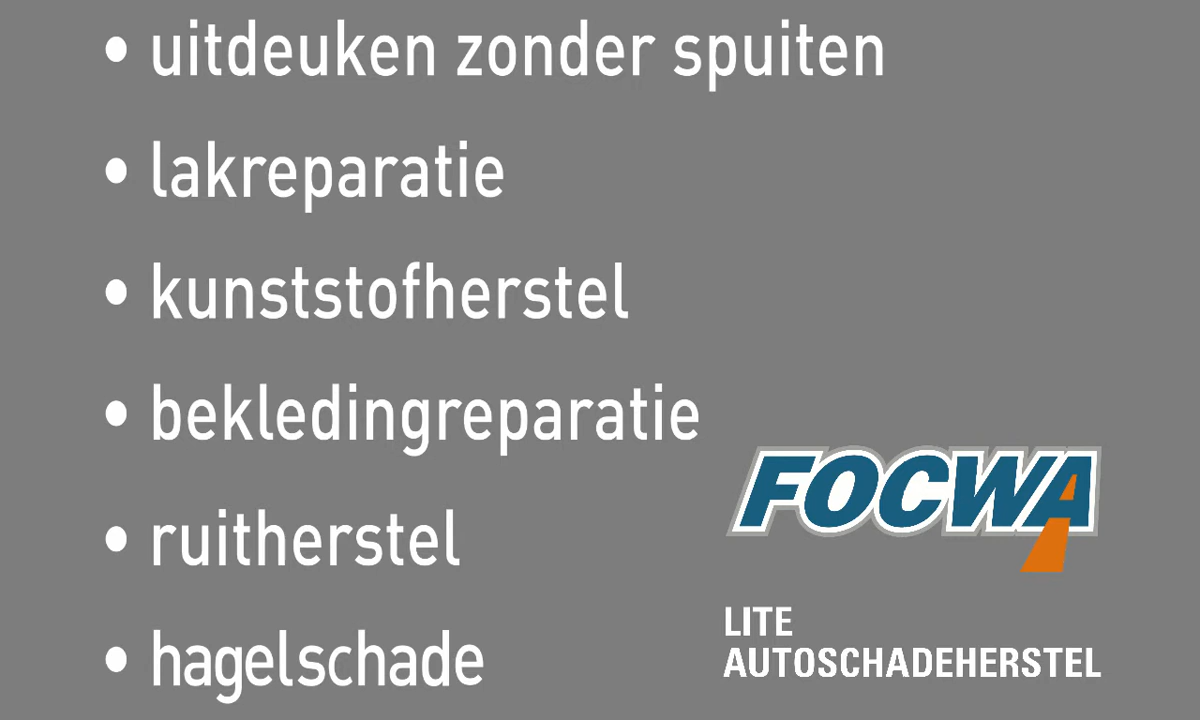 • uitdeuken zonder spuiten
• lakreparatie
• kunststofherstel
• bekledingreparatie
• ruitherstel
• hagelschade
FOCWA
LITE
AUTOSCHADEHERSTEL